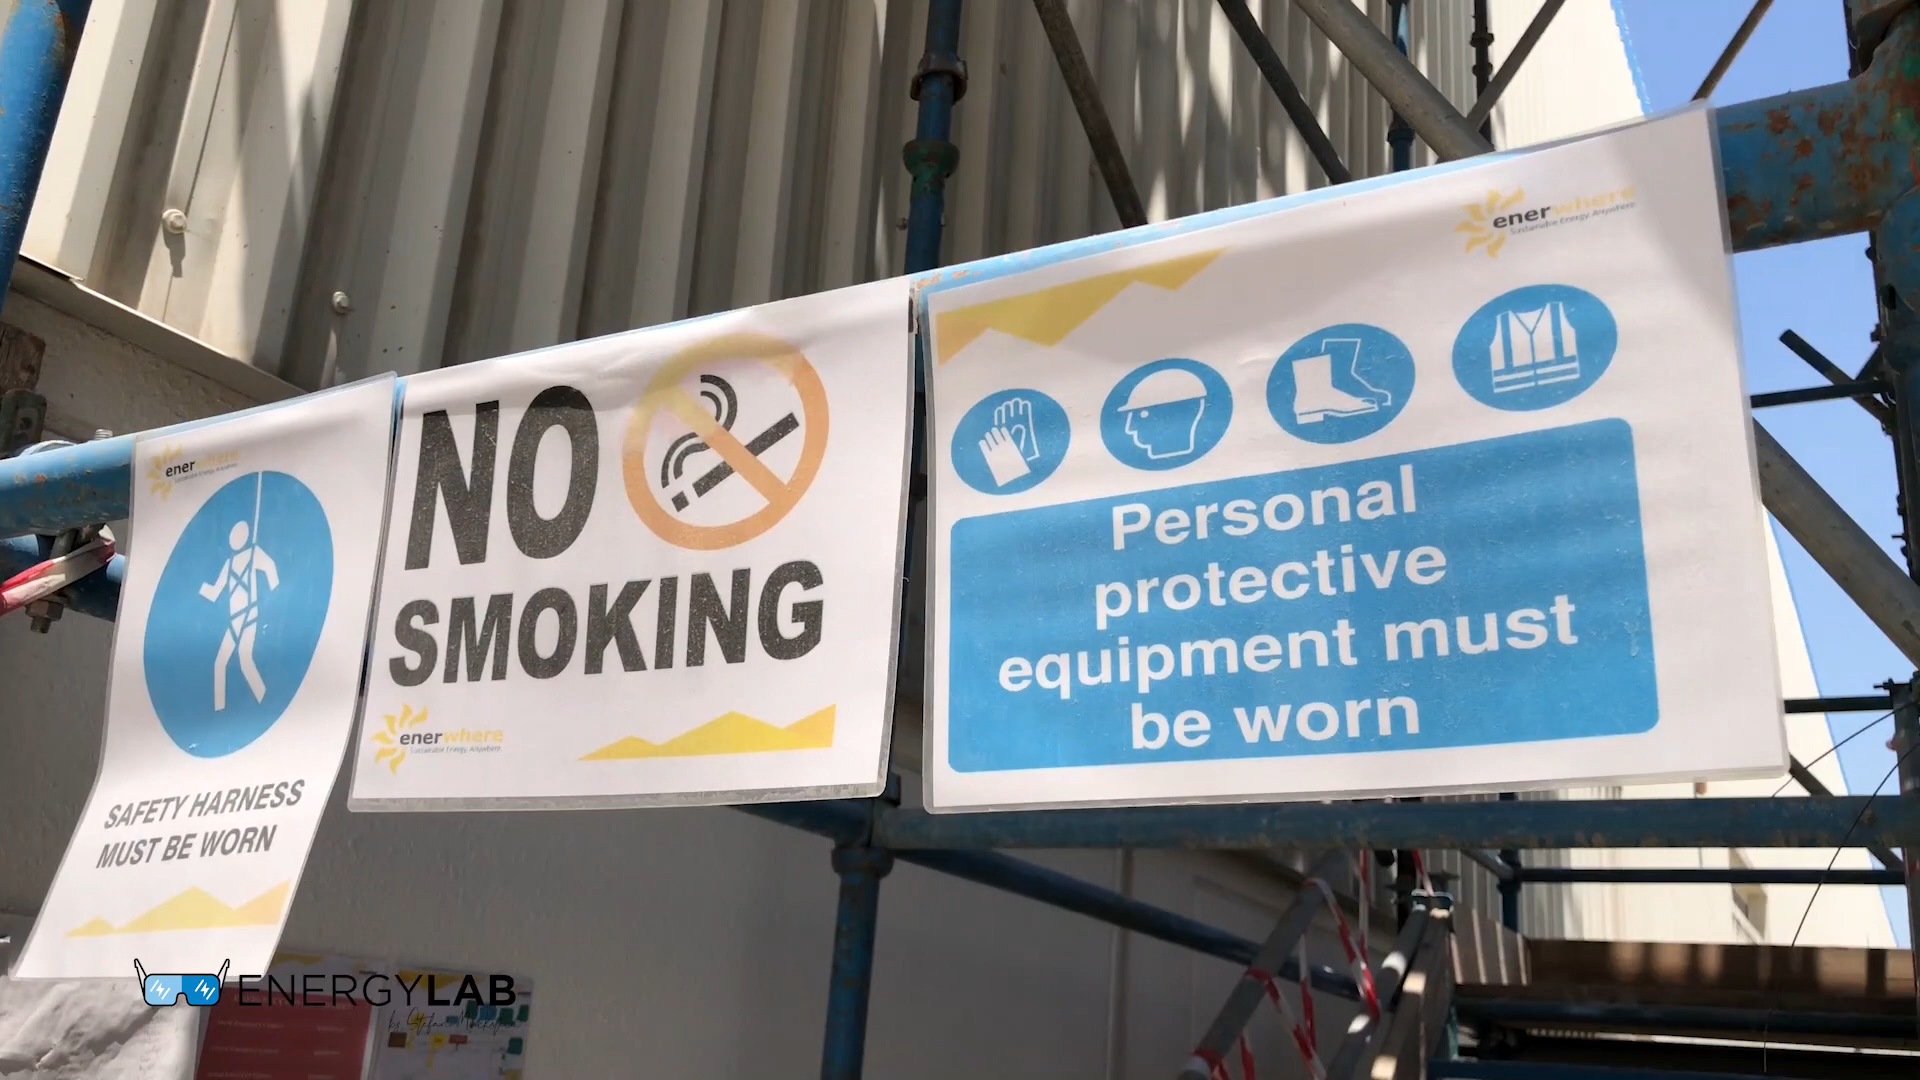 enerwhere
Sustainable Energy, Anywhere
SAFETY HARNESS
MUST BE WORN
NO
SMOKING
enerwhere
Sustainable Energy, Anywhere
enerwhere
Sustainable Energy, Anywhere
Personal
protective
equipment must
be worn
ENERGYLAB